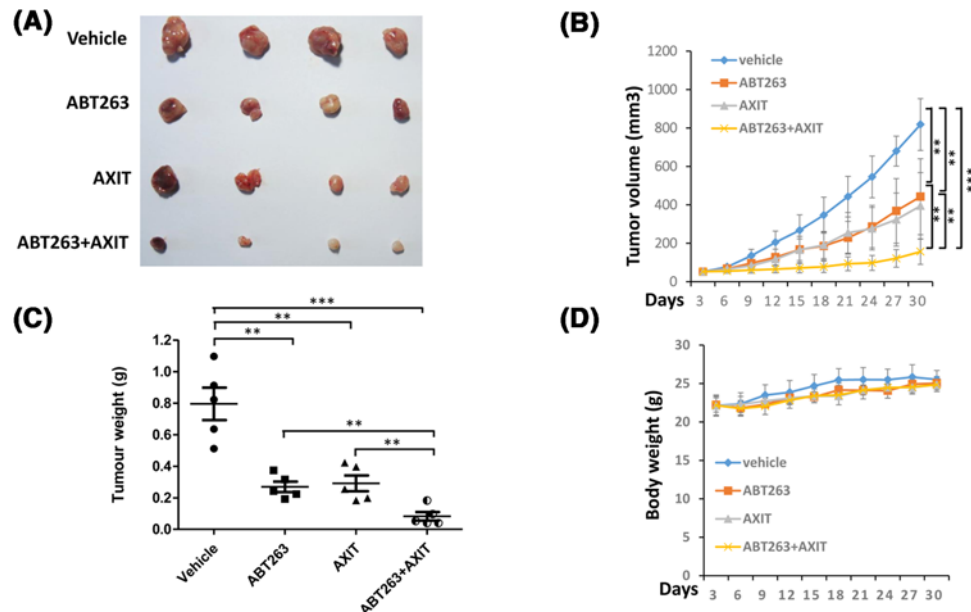 (A)
Vehicle
ABT263
AXIT
ABT263+AXIT
(B)
Tumor volume (mm3)
1200
1000
800
600
400
200
0
vehicle
ABT263
AXIT
ABT263+AXIT
**
**
***
**
**
Days 3 6 9 12 15 18 21 24 27 30
(C)
Tumour weight (g)
1.2
1.0
0.8
0.6
0.4
0.2
0.0
***
**
**
**
**
Vehicle
ABT263
AXIT
ABT263+AXIT
(D)
Body weight (g)
30
25
20
15
10
5
0
vehicle
ABT263
AXIT
ABT263+AXIT
Days 3 6 9 12 15 18 21 24 27 30